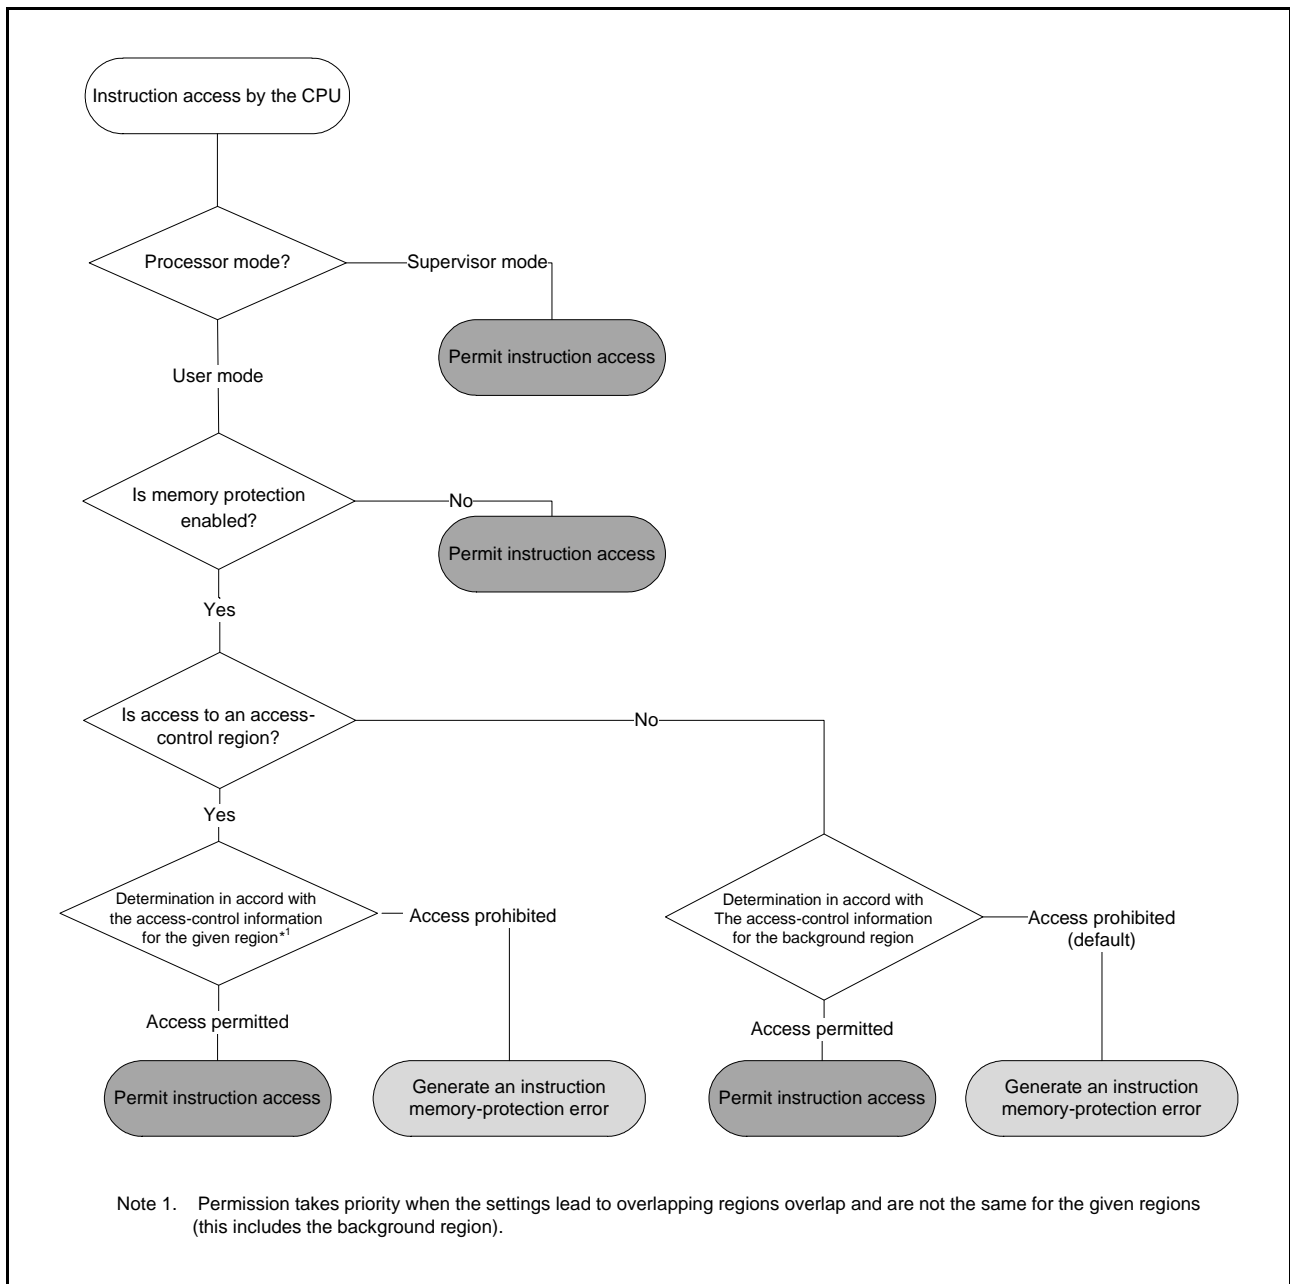 Instruction access by the CPU
Processor mode?
Supervisor mode
Permit instruction access
User mode
Is memory protection
enabled?
No
Permit instruction access
Yes
Is access to an access-
control region?
No
Yes
Determination in accord with
the access-control information
for the given region*1
Access prohibited
Determination in accord with
The access-control information
for the background region
Access prohibited
(default)
Access permitted
Access permitted
Permit instruction access
Generate an instruction
memory-protection error
Permit instruction access
Generate an instruction
memory-protection error
Note 1. Permission takes priority when the settings lead to overlapping regions overlap and are not the same for the given regions
(this includes the background region).